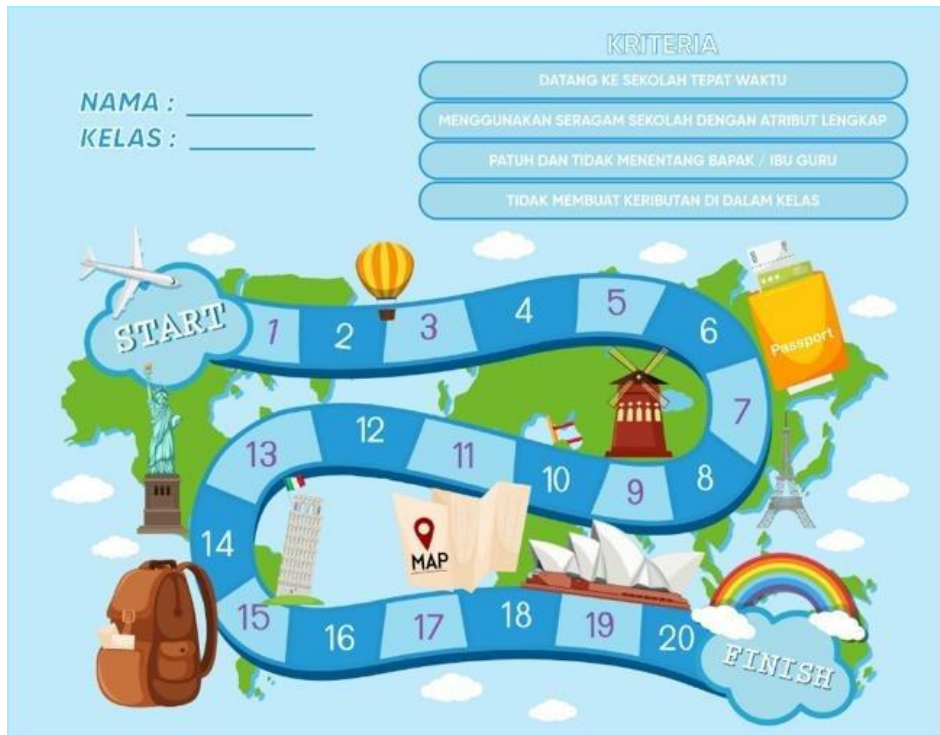 KRITERIA
DATANG KE SEKOLAH TEPAT WAKTU
MENGGUNAKAN SERAGAM SEKOLAH DENGAN ATRIBUT LENGKAP
PATUH DAN TIDAK MENENTANG BAPAK / IBU GURU
TIDAK MEMBUAT KERIBUTAN DI DALAM KELAS
NAMA : ___________
KELAS : ___________
START
1
2
3
4
5
6
Passport
7
8
9
10
11
12
13
14
MAP
15
16
17
18
19
20
FINISH